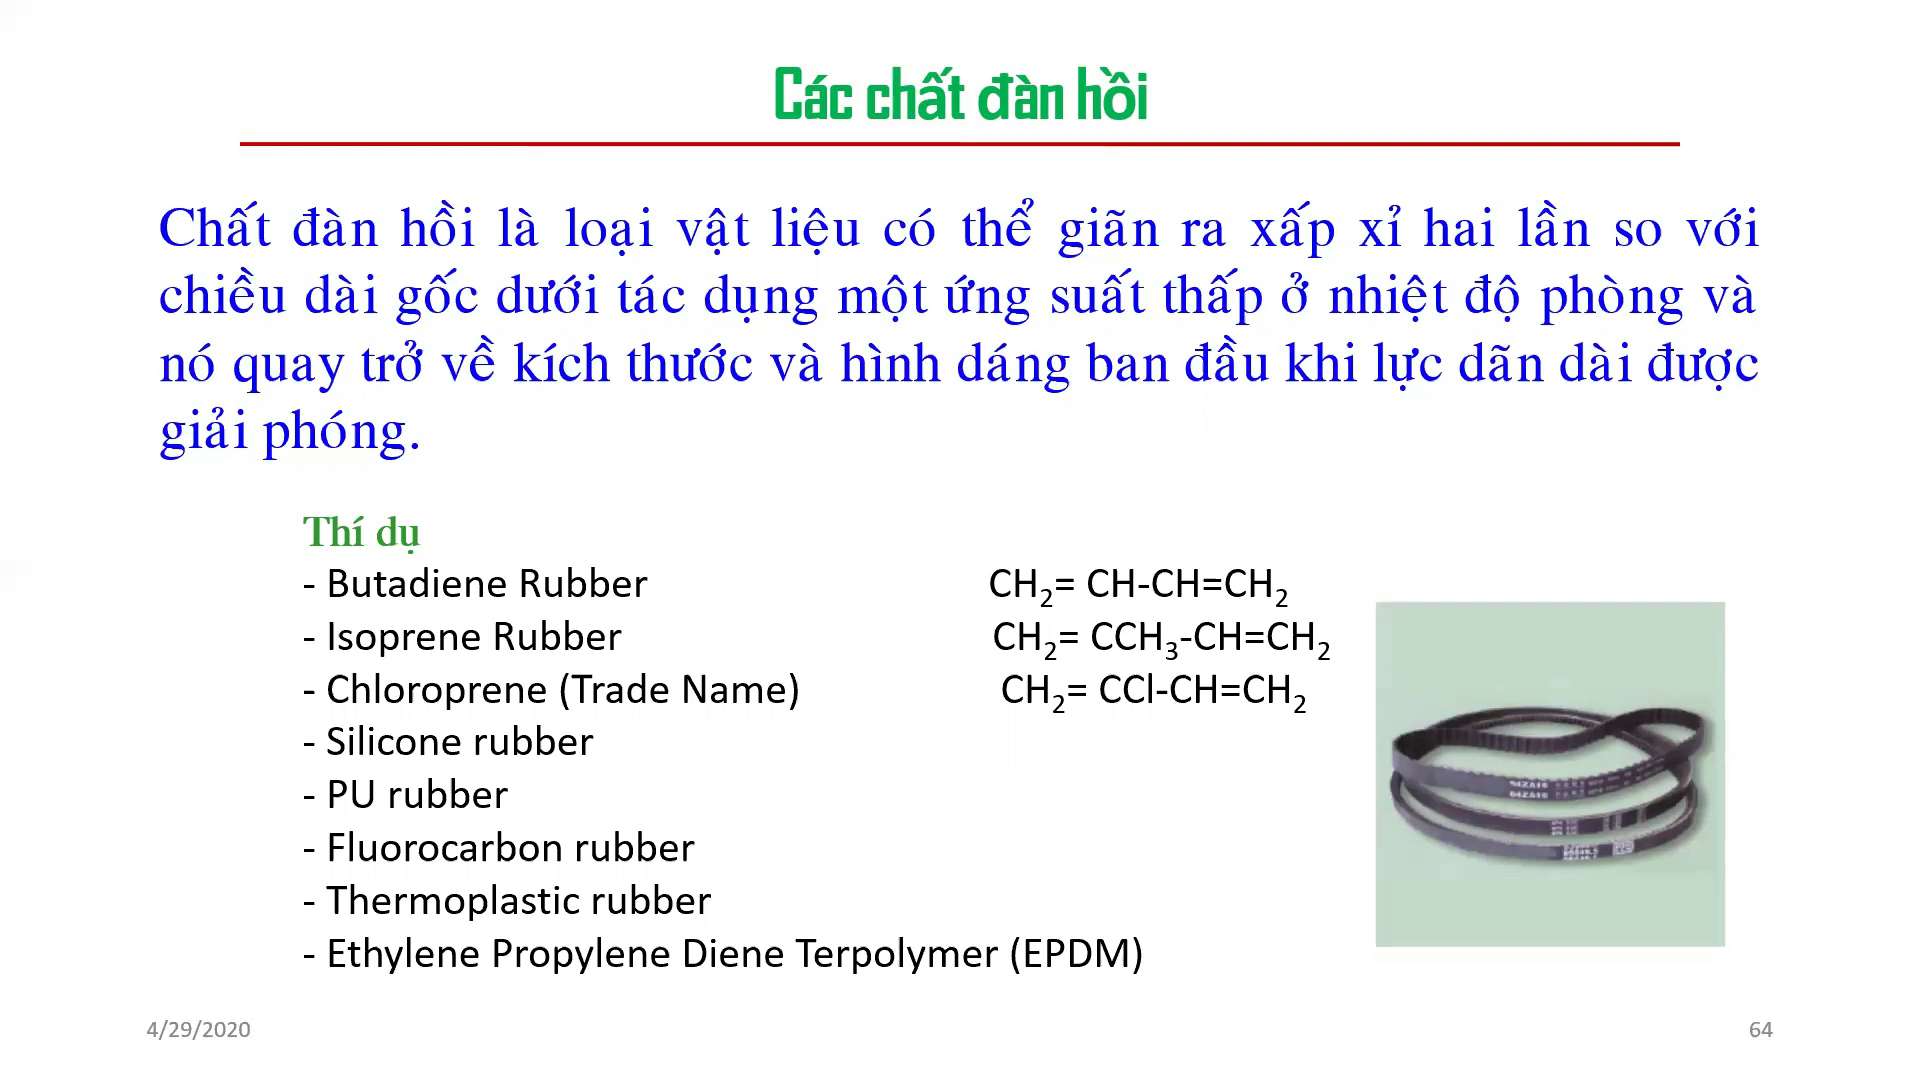 Các chất đàn hồi
Chất đàn hồi là loại vật liệu có thể giãn ra xấp xỉ hai lần so với
chiều dài gốc dưới tác dụng một ứng suất thấp ở nhiệt độ phòng và
nó quay trở về kích thước và hình dáng ban đầu khi lực dãn dài được
giải phóng.
Thí dụ
- Butadiene Rubber CH₂= CH-CH=CH₂
- Isoprene Rubber CH₂= CCH₃-CH=CH₂
- Chloroprene (Trade Name) CH₂= CCl-CH=CH₂
- Silicone rubber
- PU rubber
- Fluorocarbon rubber
- Thermoplastic rubber
- Ethylene Propylene Diene Terpolymer (EPDM)
4/29/2020 64